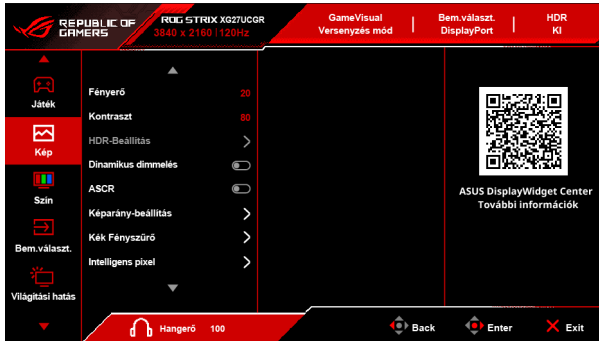 REPUBLIC OF
GAMERS
ROG STRIX XG27UCGR
3840 x 2160 | 120Hz
GameVisual
Versenyzés mód
Bem.választ.
DisplayPort
HDR
KI
Játék
Kép
Szín
Bem.választ.
Világítási hatás
Fényerő 20
Kontraszt 80
HDR-Beállítás
Dinamikus dimmelés
ASCR
Képarány-beállítás
Kék Fényszűrő
Intelligens pixel
ASUS DisplayWidget Center
További információk
Hangerő 100
Back
Enter
Exit